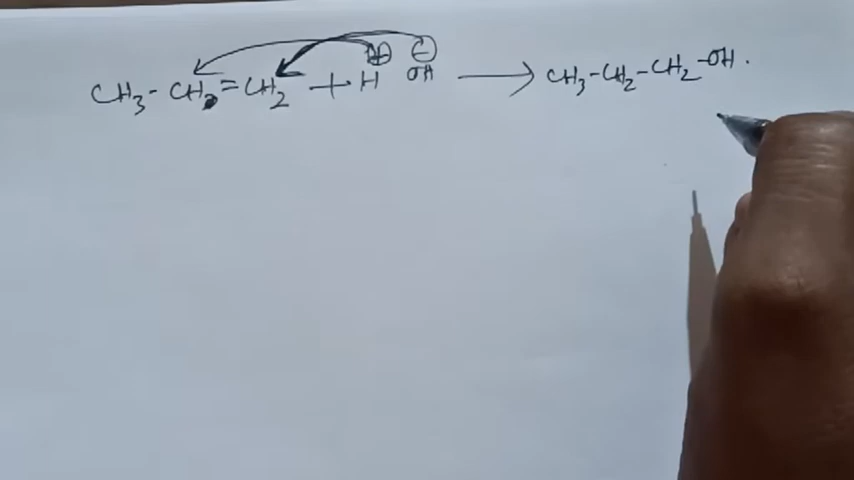 CH3 - CH2 = CH2 + H⊕ OH⊖ ⟶ CH3 - CH2 - CH2 - OH.